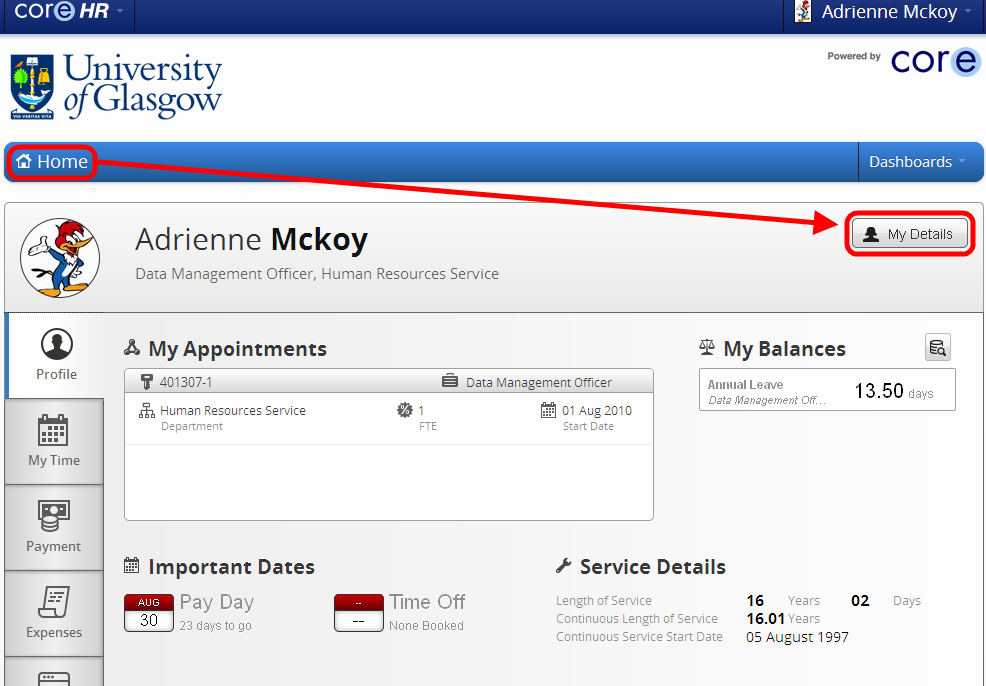 core HR
Adrienne Mckoy
University
of Glasgow
VIA VERITAS VITA
Powered by core
Home
Dashboards
Adrienne Mckoy
My Details
Data Management Officer, Human Resources Service
Profile
My Time
Payment
Expenses
My Appointments
401307-1
Data Management Officer
Human Resources Service
Department
1
FTE
01 Aug 2010
Start Date
My Balances
Annual Leave
Data Management Off...
13.50 days
Important Dates
AUG
30
Pay Day
23 days to go
--
--
Time Off
None Booked
Service Details
Length of Service 16 Years 02 Days
Continuous Length of Service 16.01 Years
Continuous Service Start Date 05 August 1997